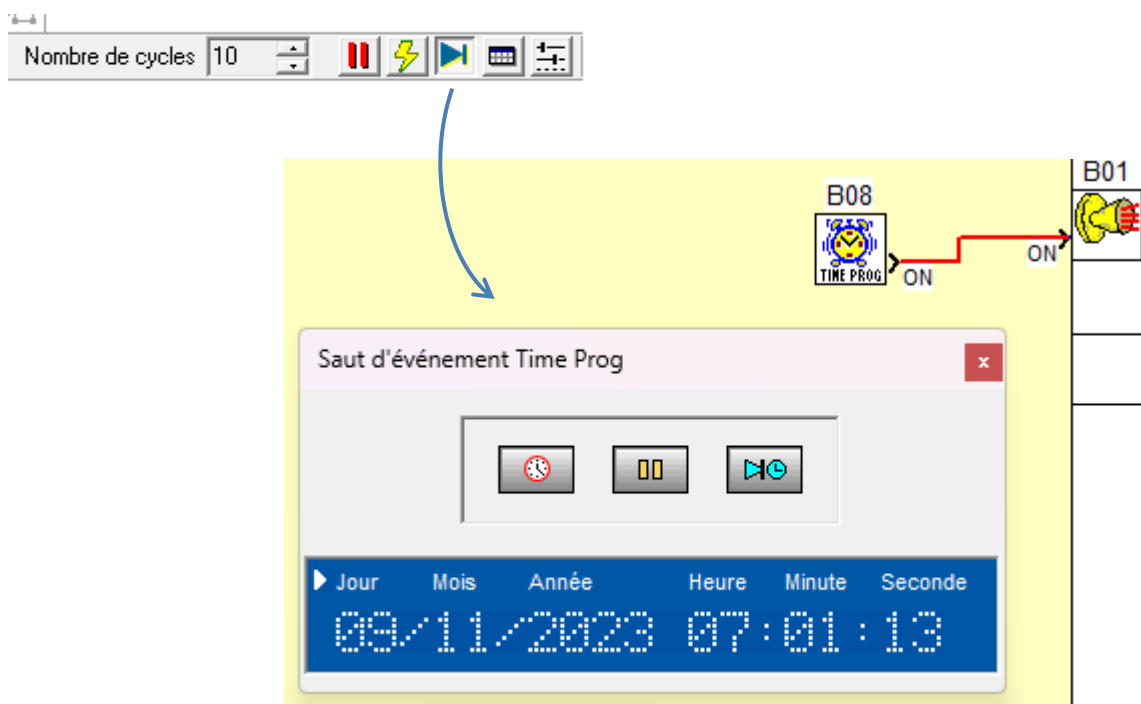 Nombre de cycles 10
B01
B08
TIME PROG
ON
ON
Saut d'événement Time Prog
x
Jour Mois Année Heure Minute Seconde
09/11/2023 07:01:13